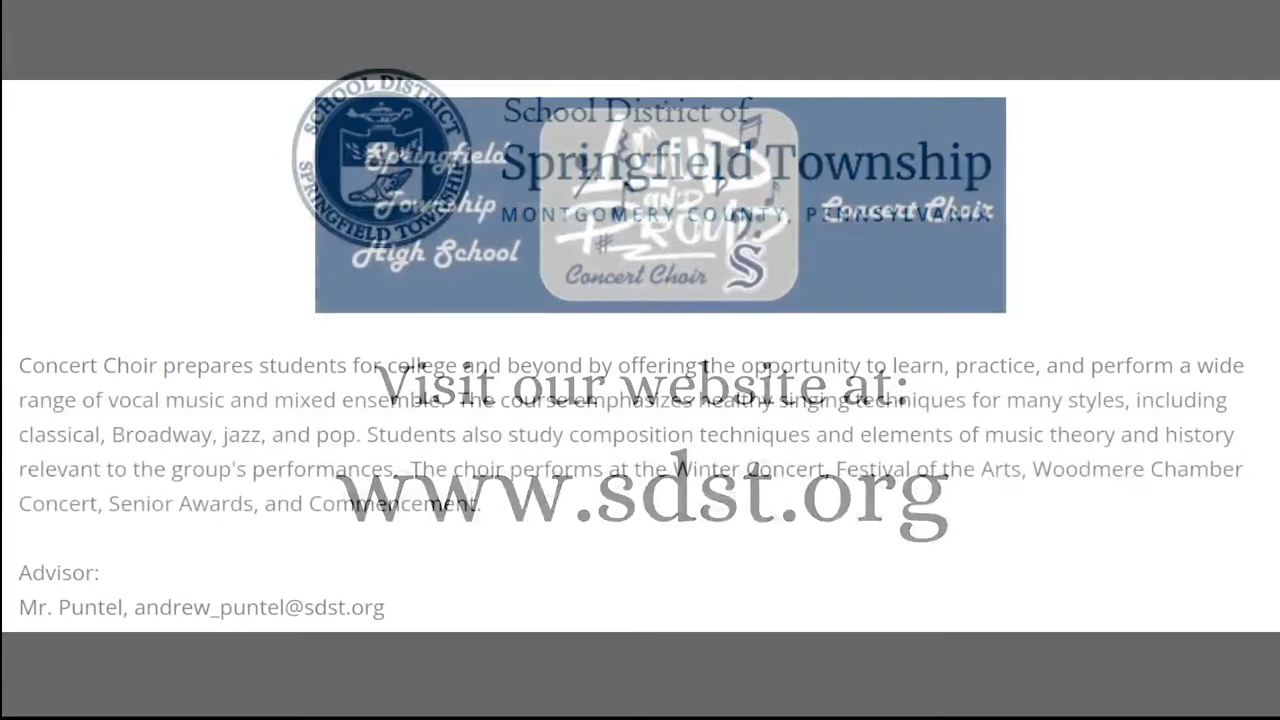 SCHOOL DISTRICT
SPRINGFIELD TOWNSHIP
School District of
Springfield Township
MONTGOMERY COUNTY, PENNSYLVANIA
Springfield
Township
High School
LOUD
AND
PROUD
Concert Choir
S
Concert Choir
Concert Choir prepares students for college and beyond by offering the opportunity to learn, practice, and perform a wide
range of vocal music and mixed ensemble. The course emphasizes healthy singing techniques for many styles, including
classical, Broadway, jazz, and pop. Students also study composition techniques and elements of music theory and history
relevant to the group's performances. The choir performs at the Winter Concert, Festival of the Arts, Woodmere Chamber
Concert, Senior Awards, and Commencement.
Visit our website at:
www.sdst.org
Advisor:
Mr. Puntel, andrew_puntel@sdst.org